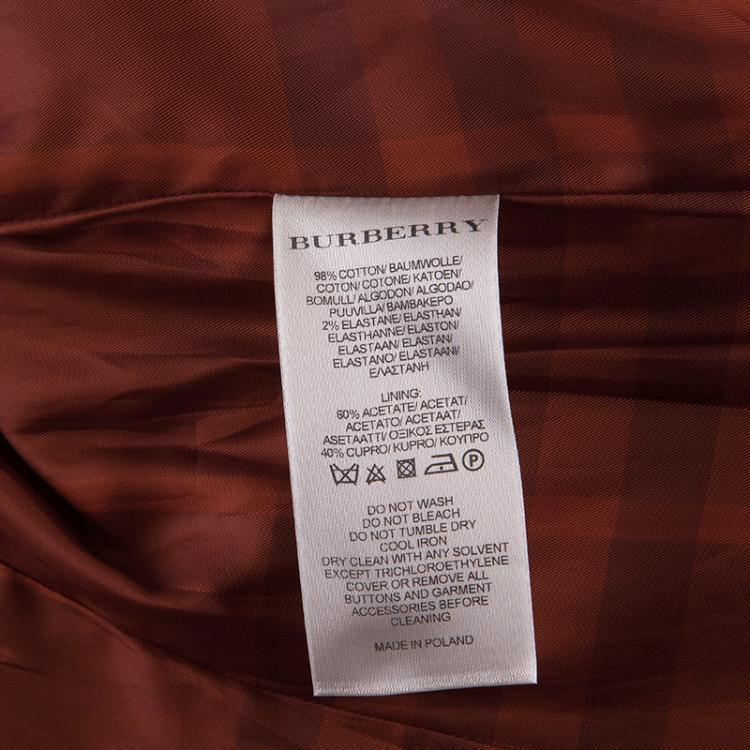 BURBERRY
98% COTTON/ BAUMWOLLE/
COTON/ COTONE/ KATOEN/
BOMULL/ ALGODON/ ALGODAO/
PUUVILLA/ ΒΑΜΒΑΚΕΡΟ
2% ELASTANE/ ELASTHAN/
ELASTHANNE/ ELASTON/
ELASTAAN/ ELASTAN/
ELASTANO/ ELASTAAN/
ΕΛΑΣΤΑΝΗ
LINING:
60% ACETATE/ ACETAT/
ACETATO/ ACETAAT/
ASETAATTI/ ΟΞΙΚΟΣ ΕΣΤΕΡΑΣ
40% CUPRO/ KUPRO/ ΚΟΥΠΡΟ
P
DO NOT WASH
DO NOT BLEACH
DO NOT TUMBLE DRY
COOL IRON
DRY CLEAN WITH ANY SOLVENT
EXCEPT TRICHLOROETHYLENE
COVER OR REMOVE ALL
BUTTONS AND GARMENT
ACCESSORIES BEFORE
CLEANING
MADE IN POLAND